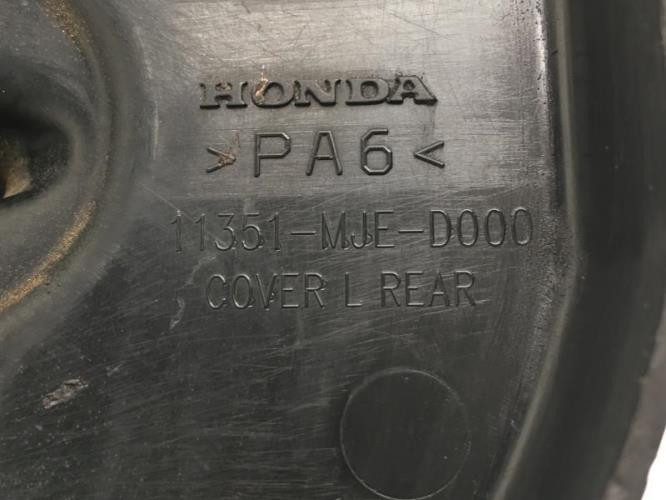 HONDA
>PA6<
11351-MJE-D000
COVER L REAR